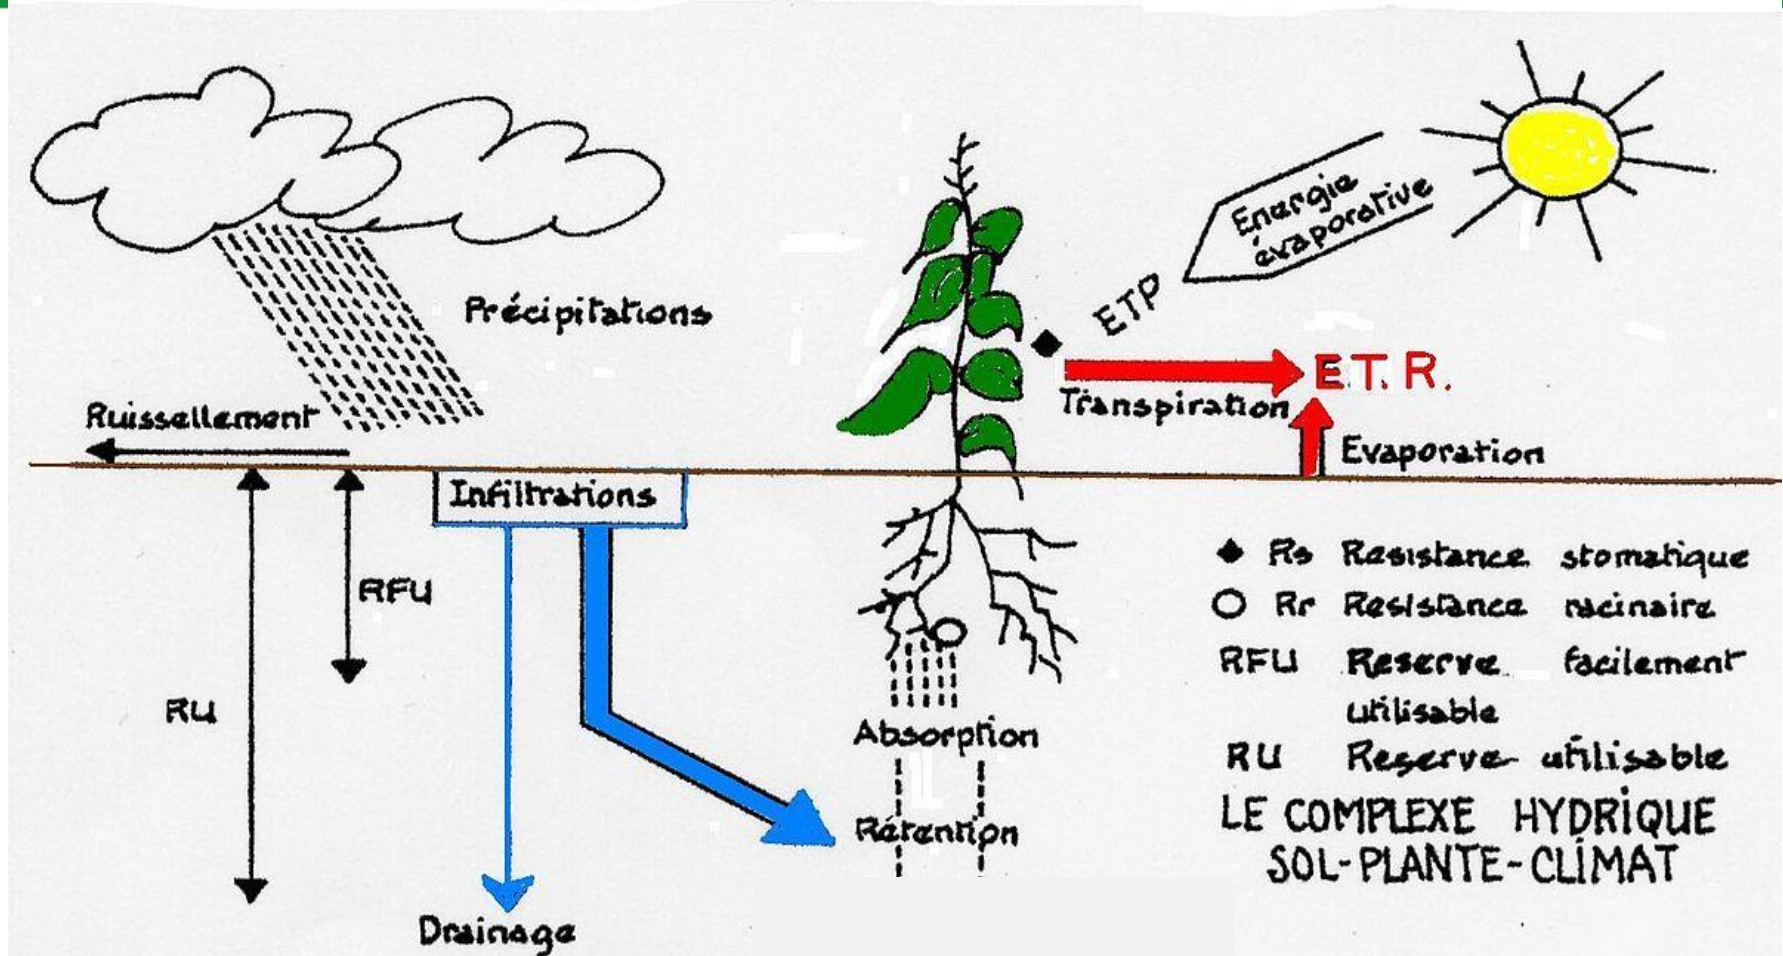 Précipitations
Ruissellement
Energie
évaporative
ETP
E.T.R.
Transpiration
Evaporation
Infiltrations
RFU
RU
Absorption
Rétention
Drainage
Rs Resistance stomatique
Rr Resistance racinaire
RFU Reserve facilement
utilisable
RU Reserve utilisable
LE COMPLEXE HYDRIQUE
SOL-PLANTE-CLIMAT